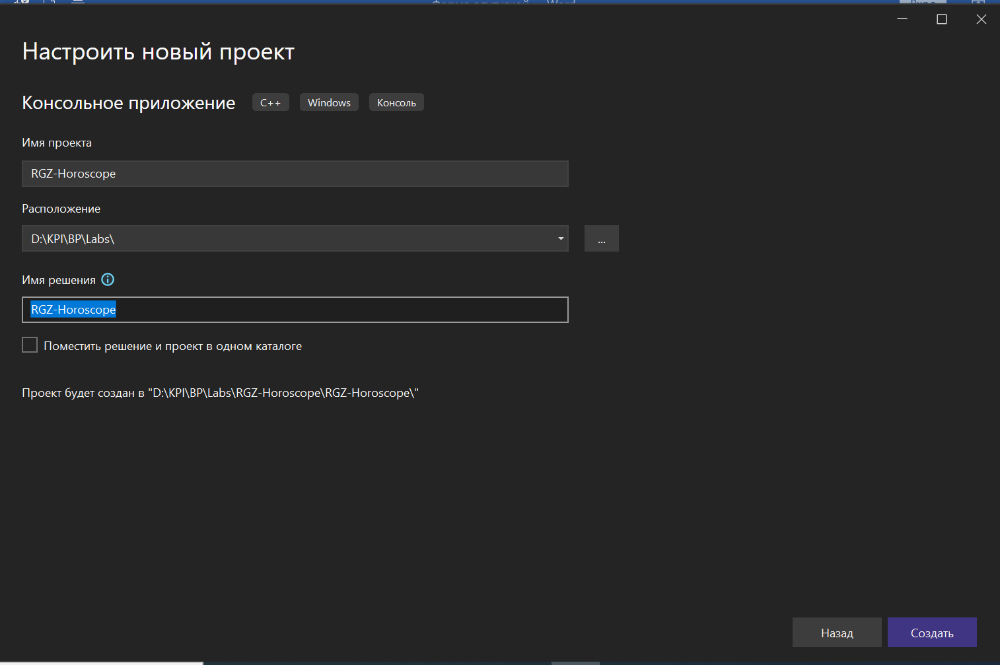 Настроить новый проект
Консольное приложение C++ Windows Консоль
Имя проекта
RGZ-Horoscope
Расположение
D:\KPI\BP\Labs\
...
Имя решения
RGZ-Horoscope
Поместить решение и проект в одном каталоге
Проект будет создан в "D:\KPI\BP\Labs\RGZ-Horoscope\RGZ-Horoscope\"
Назад Создать